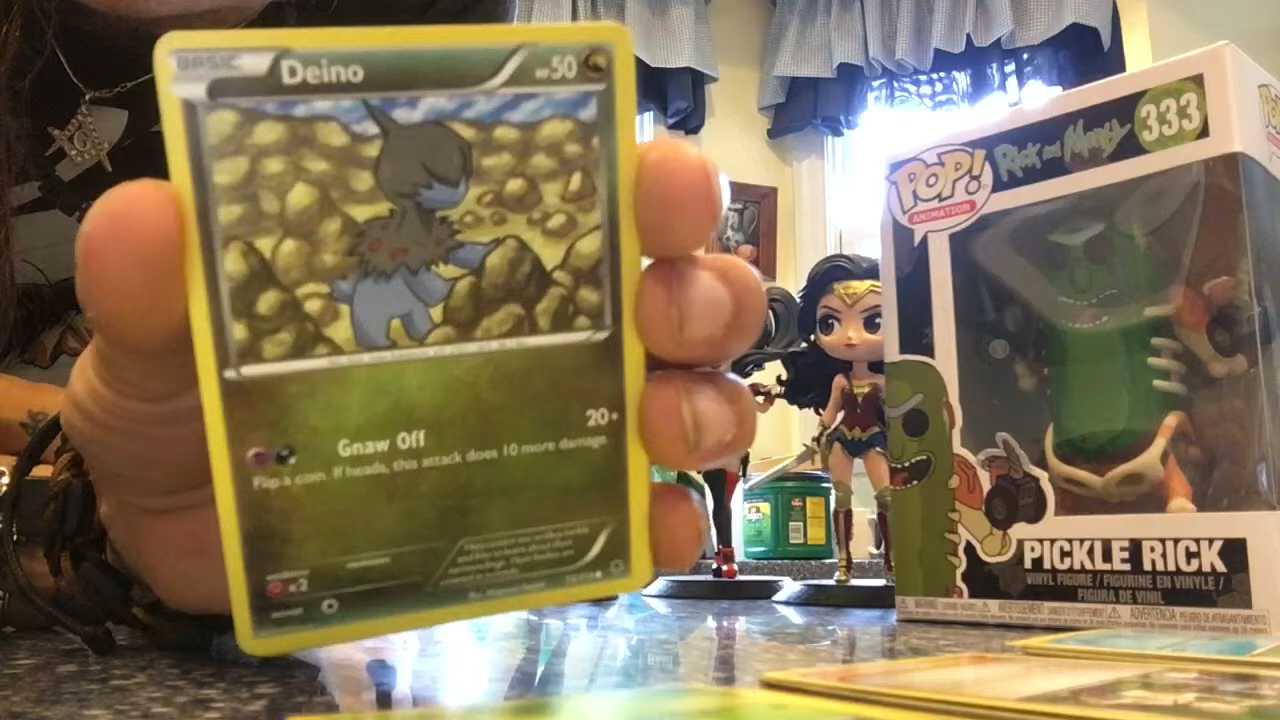 BASIC
Deino
HP50
Gnaw Off
20+
Flip a coin. If heads, this attack does 10 more damage.
x2
POP!
ANIMATION
Rick and Morty
333
PICKLE RICK
VINYL FIGURE / FIGURINE EN VINYLE /
FIGURA DE VINIL